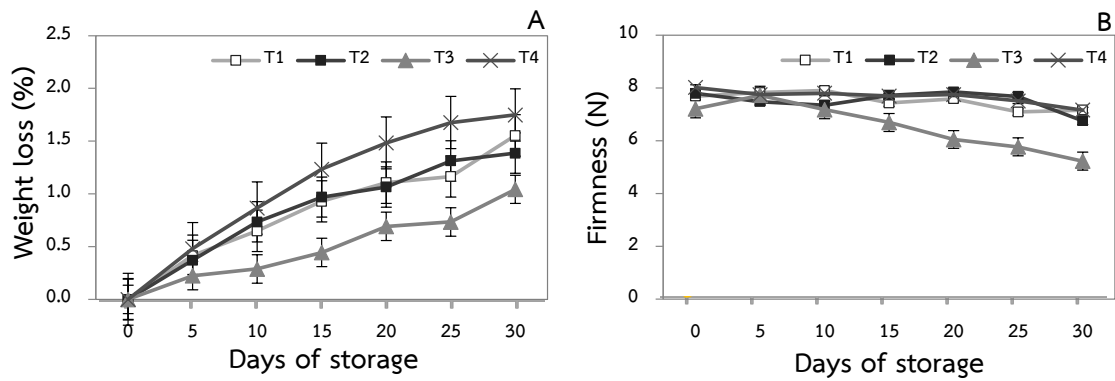 A
2.5
T1 T2 T3 T4
2.0
1.5
1.0
0.5
0.0
Weight loss (%)
0 5 10 15 20 25 30
Days of storage
B
10
T1 T2 T3 T4
8
6
4
2
0
Firmness (N)
0 5 10 15 20 25 30
Days of storage